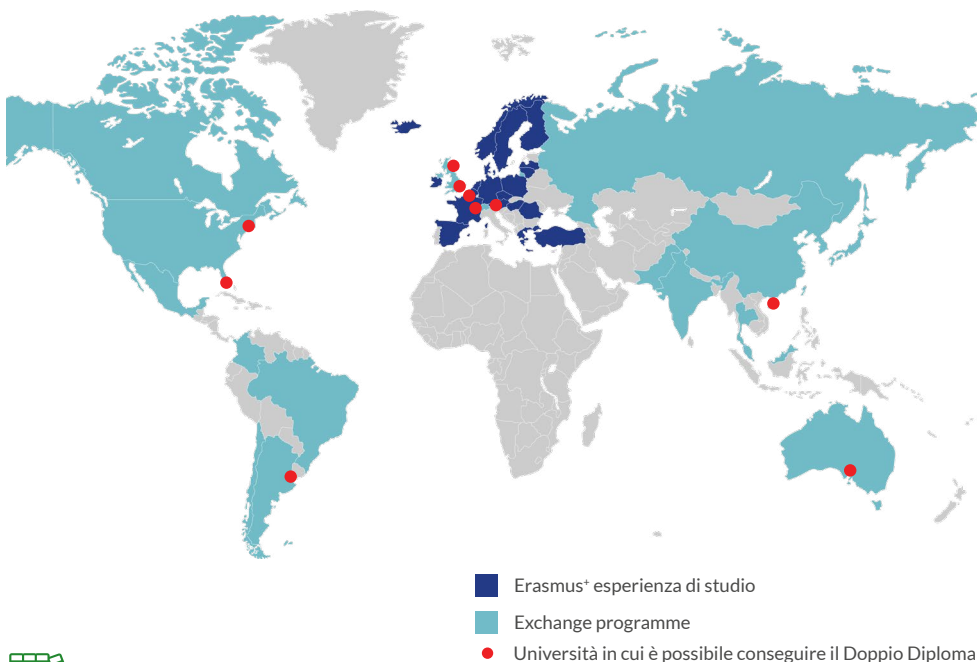 Erasmus⁺ esperienza di studio
Exchange programme
Università in cui è possibile conseguire il Doppio Diploma